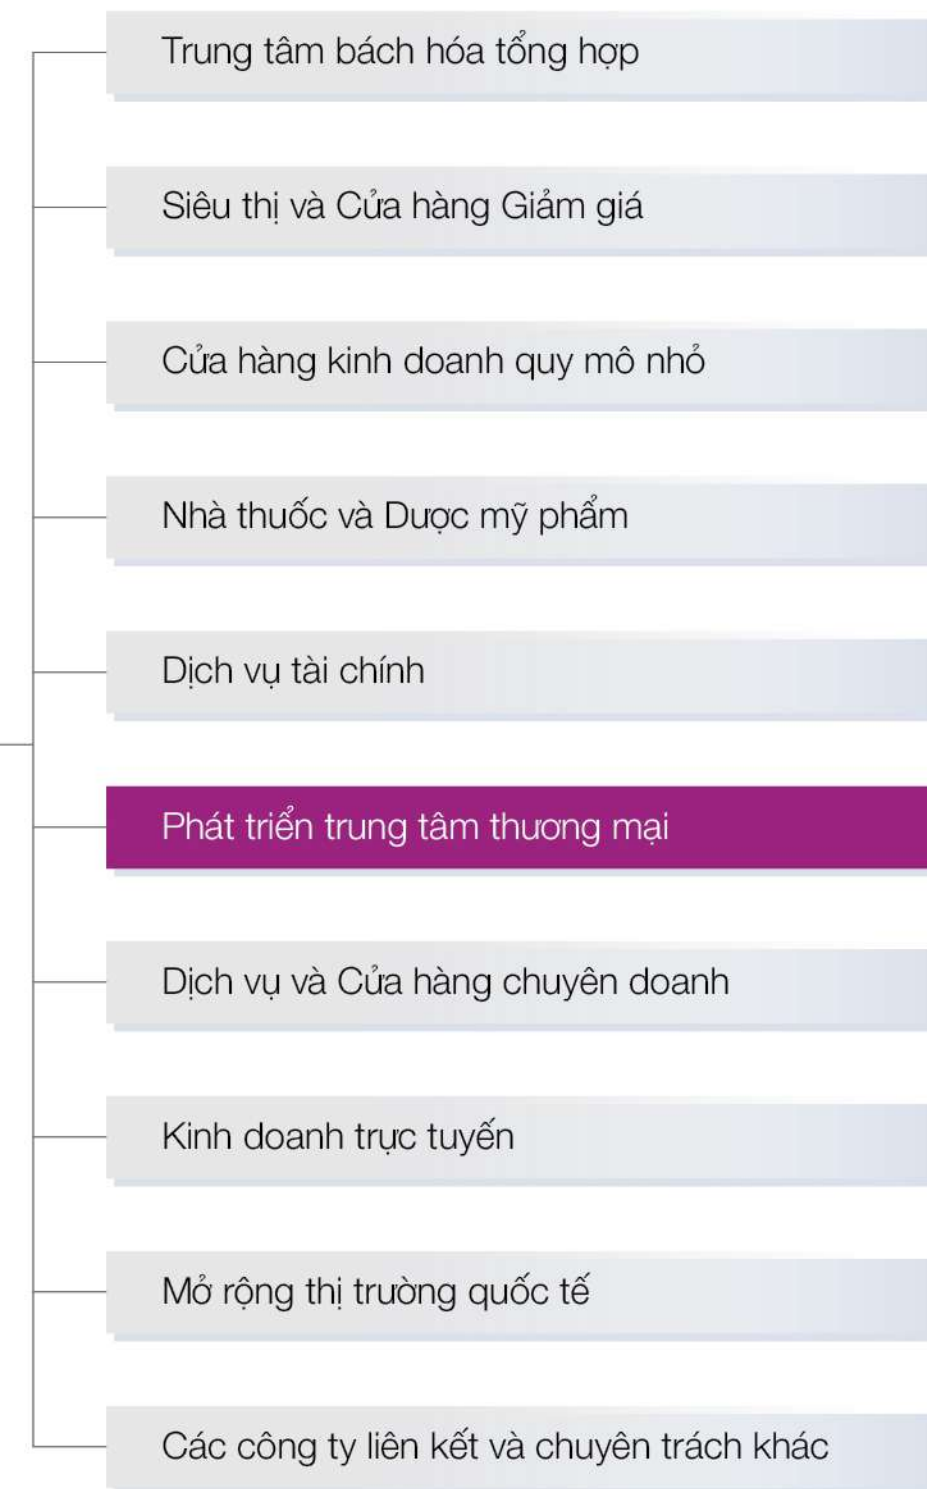 Trung tâm bách hóa tổng hợp
Siêu thị và Cửa hàng Giảm giá
Cửa hàng kinh doanh quy mô nhỏ
Nhà thuốc và Dược mỹ phẩm
Dịch vụ tài chính
Phát triển trung tâm thương mại
Dịch vụ và Cửa hàng chuyên doanh
Kinh doanh trực tuyến
Mở rộng thị trường quốc tế
Các công ty liên kết và chuyên trách khác